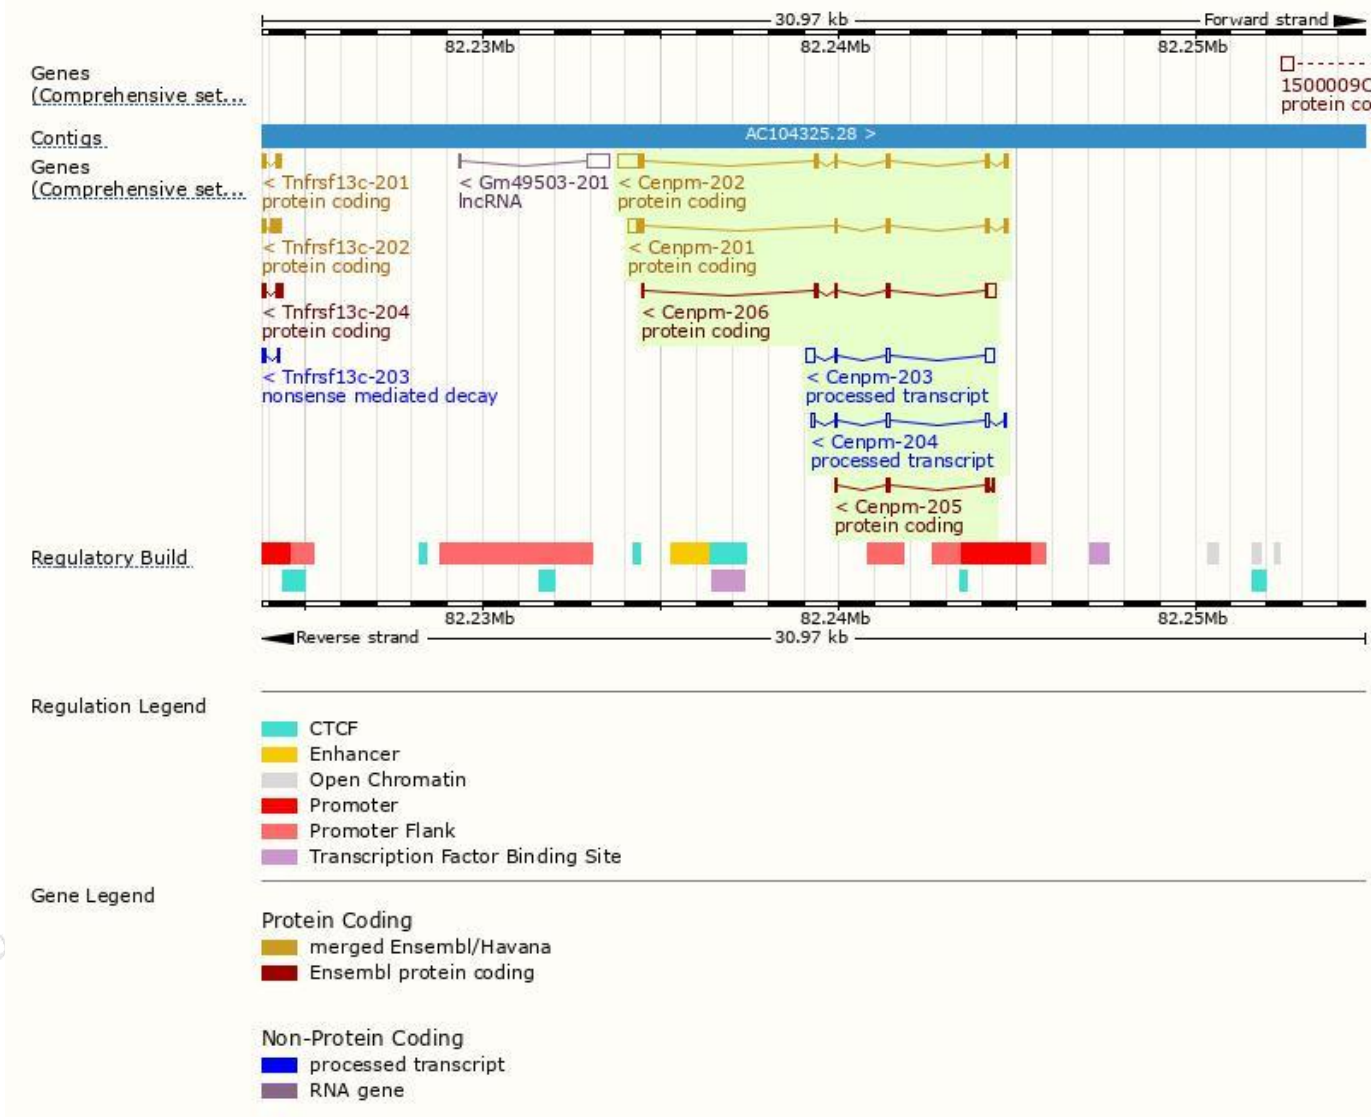 30.97 kb Forward strand
82.23Mb 82.24Mb 82.25Mb
Genes
(Comprehensive set...
1500009C
protein co
Contigs
AC104325.28 >
Genes
(Comprehensive set...
< Tnfrsf13c-201 < Gm49503-201 < Cenpm-202
protein coding lncRNA protein coding
< Tnfrsf13c-202 < Cenpm-201
protein coding protein coding
< Tnfrsf13c-204 < Cenpm-206
protein coding protein coding
< Tnfrsf13c-203 < Cenpm-203
nonsense mediated decay processed transcript
< Cenpm-204
processed transcript
< Cenpm-205
protein coding
Regulatory Build
82.23Mb 82.24Mb 82.25Mb
Reverse strand 30.97 kb
Regulation Legend
CTCF
Enhancer
Open Chromatin
Promoter
Promoter Flank
Transcription Factor Binding Site
Gene Legend
Protein Coding
merged Ensembl/Havana
Ensembl protein coding
Non-Protein Coding
processed transcript
RNA gene